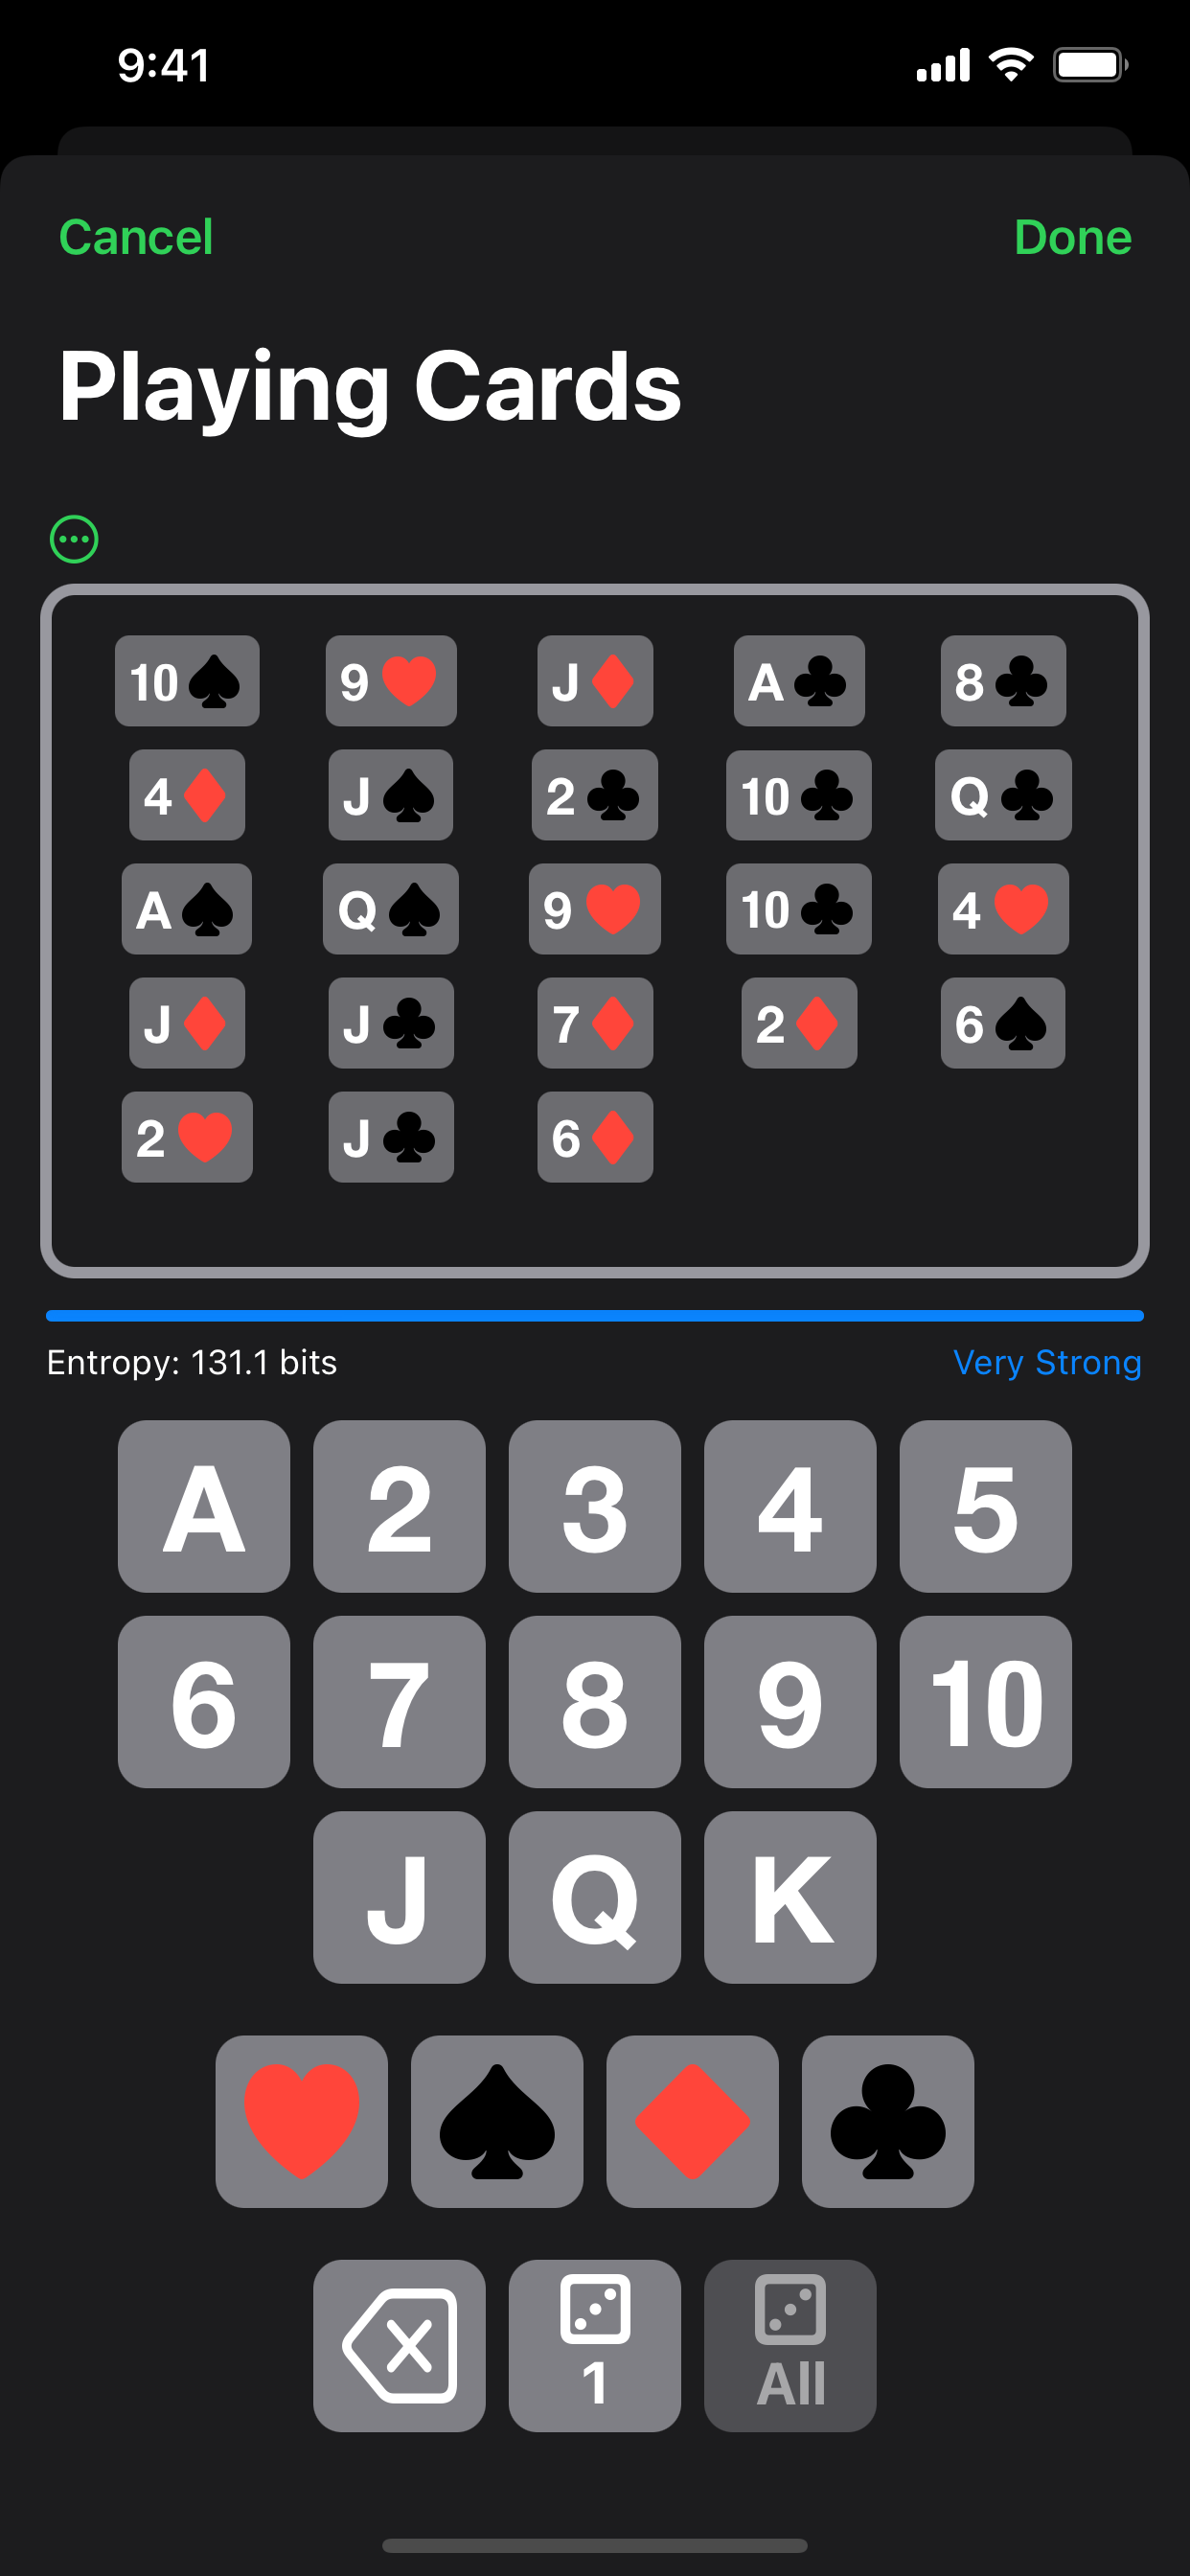 9:41
Cancel Done
Playing Cards
10♠ 9♥ J♦ A♣ 8♣
4♦ J♠ 2♣ 10♣ Q♣
A♠ Q♠ 9♥ 10♣ 4♥
J♦ J♣ 7♦ 2♦ 6♠
2♥ J♣ 6♦
Entropy: 131.1 bits Very Strong
A 2 3 4 5
6 7 8 9 10
J Q K
♥ ♠ ♦ ♣
1 All